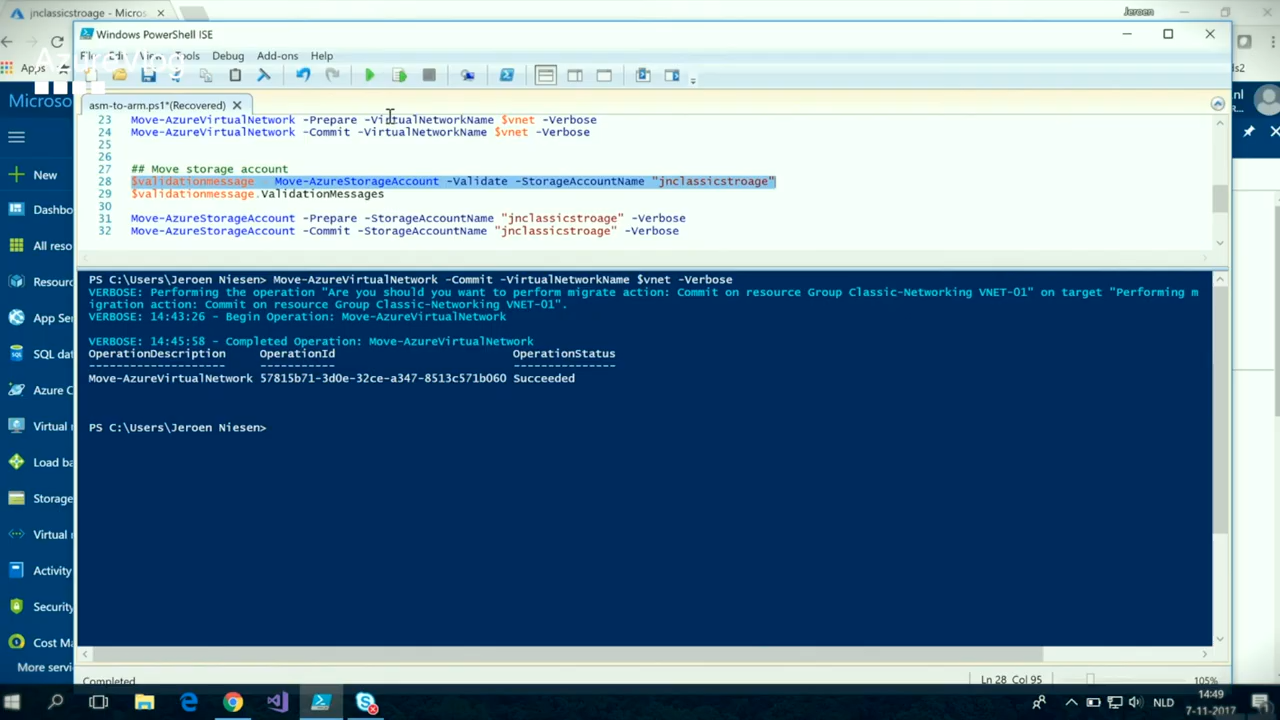 jnclassicstroage - Micros
Jeroen
Windows PowerShell ISE
Tools Debug Add-ons Help
AzureVlog
Apps
ds2
Microso
nl
asm-to-arm.ps1*(Recovered)
23 Move-AzureVirtualNetwork -Prepare -VirtualNetworkName $vnet -Verbose
24 Move-AzureVirtualNetwork -Commit -VirtualNetworkName $vnet -Verbose
25
26
27 ## Move storage account
28 $validationmessage Move-AzureStorageAccount -Validate -StorageAccountName "jnclassicstroage"
29 $validationmessage.ValidationMessages
30
31 Move-AzureStorageAccount -Prepare -StorageAccountName "jnclassicstroage" -Verbose
32 Move-AzureStorageAccount -Commit -StorageAccountName "jnclassicstroage" -Verbose
New
Dashbo
All reso
Resourc
App Ser
SQL dat
Azure C
Virtual m
Load ba
Storage
Virtual n
Activity
Security
Cost Ma
More servi
PS C:\Users\Jeroen Niesen> Move-AzureVirtualNetwork -Commit -VirtualNetworkName $vnet -Verbose
VERBOSE: Performing the operation "Are you should you want to perform migrate action: Commit on resource Group Classic-Networking VNET-01" on target "Performing m
igration action: Commit on resource Group Classic-Networking VNET-01".
VERBOSE: 14:43:26 - Begin Operation: Move-AzureVirtualNetwork
VERBOSE: 14:45:58 - Completed Operation: Move-AzureVirtualNetwork
OperationDescription OperationId OperationStatus
-------------------- ----------- ---------------
Move-AzureVirtualNetwork 57815b71-3d0e-32ce-a347-8513c571b060 Succeeded
PS C:\Users\Jeroen Niesen>
Completed
Ln 28 Col 95
105%
NLD
14:49
7-11-2017